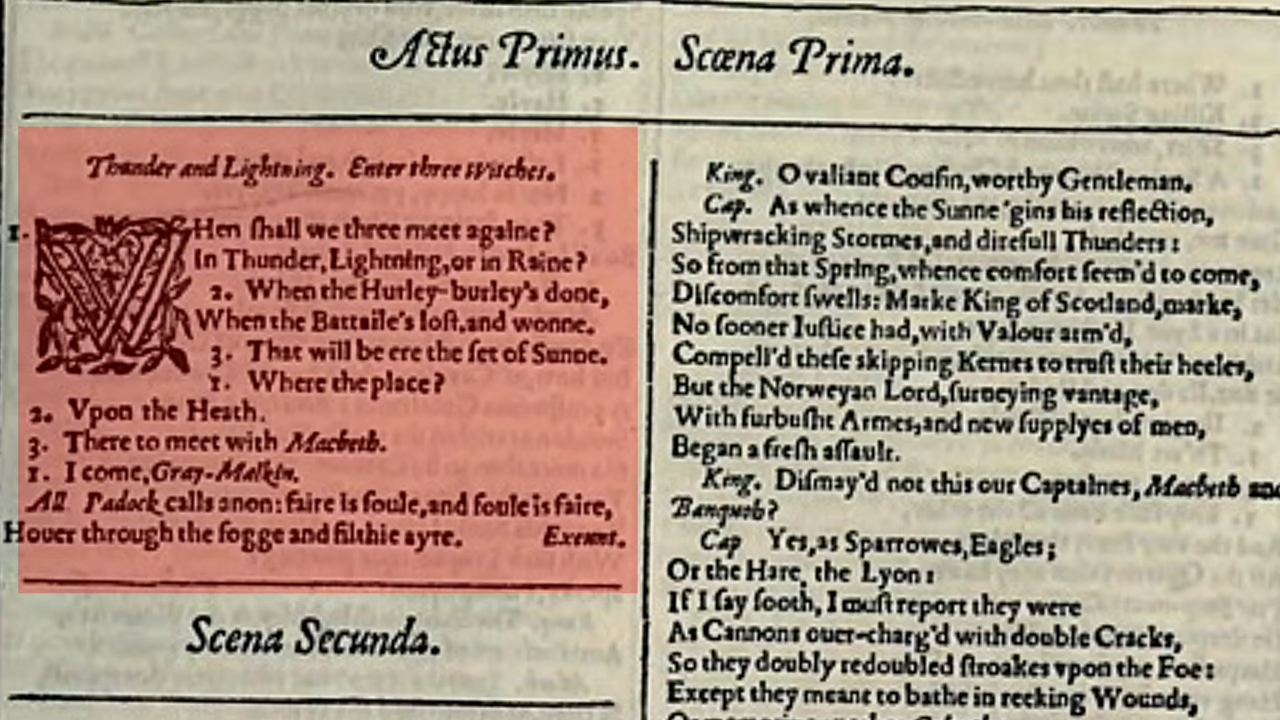 Actus Primus. Scœna Prima.
Thunder and Lightning. Enter three Witches.
1. WHen ſhall we three meet againe?
In Thunder, Lightning, or in Raine?
2. When the Hurley-burley's done,
When the Battaile's loſt, and wonne.
3. That will be ere the ſet of Sunne.
1. Where the place?
2. Vpon the Heath.
3. There to meet with Macbeth.
1. I come, Gray-Malkin.
All Padock calls anon: faire is foule, and foule is faire,
Houer through the fogge and filthie ayre. Exeunt.
Scena Secunda.
King. O valiant Couſin, worthy Gentleman.
Cap. As whence the Sunne 'gins his reflection,
Shipwracking Stormes, and direfull Thunders:
So from that Spring, whence comfort ſeem'd to come,
Diſcomfort ſwells: Marke King of Scotland, marke,
No ſooner Iuſtice had, with Valour arm'd,
Compell'd theſe skipping Kernes to truſt their heeles,
But the Norweyan Lord, ſurueying vantage,
With furbuſht Armes, and new ſupplyes of men,
Began a freſh aſſault.
King. Diſmay'd not this our Captaines, Macbeth and
Banquoh?
Cap Yes, as Sparrowes, Eagles;
Or the Hare, the Lyon:
If I ſay ſooth, I muſt report they were
As Cannons ouer-charg'd with double Cracks,
So they doubly redoubled ſtroakes vpon the Foe:
Except they meant to bathe in reeking Wounds,